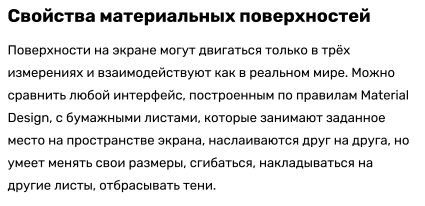 Свойства материальных поверхностей
Поверхности на экране могут двигаться только в трёх
измерениях и взаимодействуют как в реальном мире. Можно
сравнить любой интерфейс, построенным по правилам Material
Design, с бумажными листами, которые занимают заданное
место на пространстве экрана, наслаиваются друг на друга, но
умеет менять свои размеры, сгибаться, накладываться на
другие листы, отбрасывать тени.